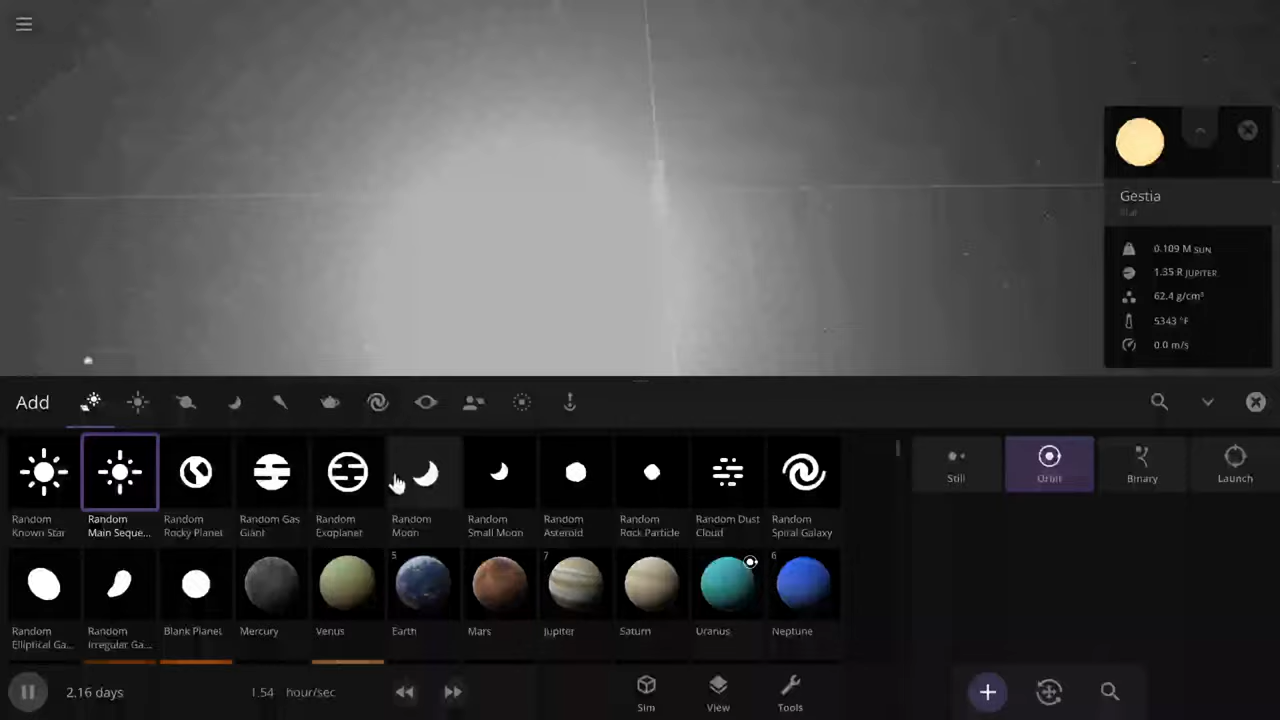 Gestia
Star
0.109 M SUN
1.35 R JUPITER
62.4 g/cm³
5343 °F
0.0 m/s
Add
Random Known Star
Random Main Seque...
Random Rocky Planet
Random Gas Giant
Random Exoplanet
Random Moon
Random Small Moon
Random Asteroid
Random Rock Particle
Random Dust Cloud
Random Spiral Galaxy
Still
Orbit
Binary
Launch
5
7
6
Random Elliptical Ga...
Random Irregular Ga...
Blank Planet
Mercury
Venus
Earth
Mars
Jupiter
Saturn
Uranus
Neptune
2.16 days
1.54 hour/sec
Sim
View
Tools